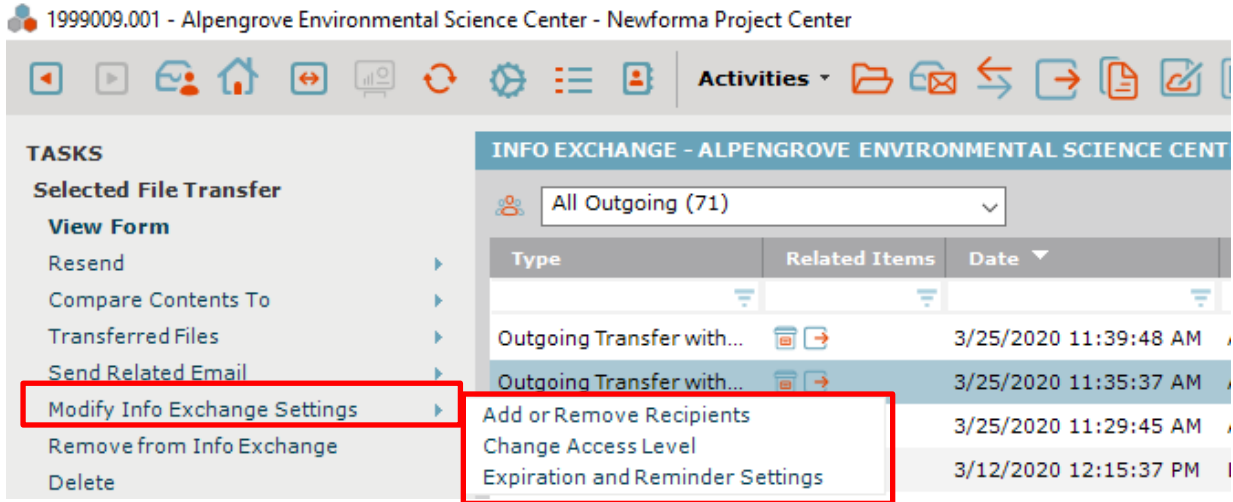 1999009.001 - Alpengrove Environmental Science Center - Newforma Project Center
Activities
TASKS
Selected File Transfer
View Form
Resend
Compare Contents To
Transferred Files
Send Related Email
Modify Info Exchange Settings
Remove from Info Exchange
Delete
INFO EXCHANGE - ALPENGROVE ENVIRONMENTAL SCIENCE CENT
All Outgoing (71)
Type Related Items Date
Outgoing Transfer with... 3/25/2020 11:39:48 AM
Outgoing Transfer with... 3/25/2020 11:35:37 AM
3/25/2020 11:29:45 AM
3/12/2020 12:15:37 PM
Add or Remove Recipients
Change Access Level
Expiration and Reminder Settings